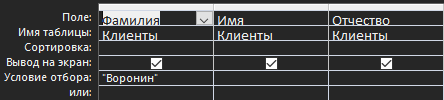 Поле: Фамилия Имя Отчество
Имя таблицы: Клиенты Клиенты Клиенты
Сортировка:
Вывод на экран:
Условие отбора: "Воронин"
или: